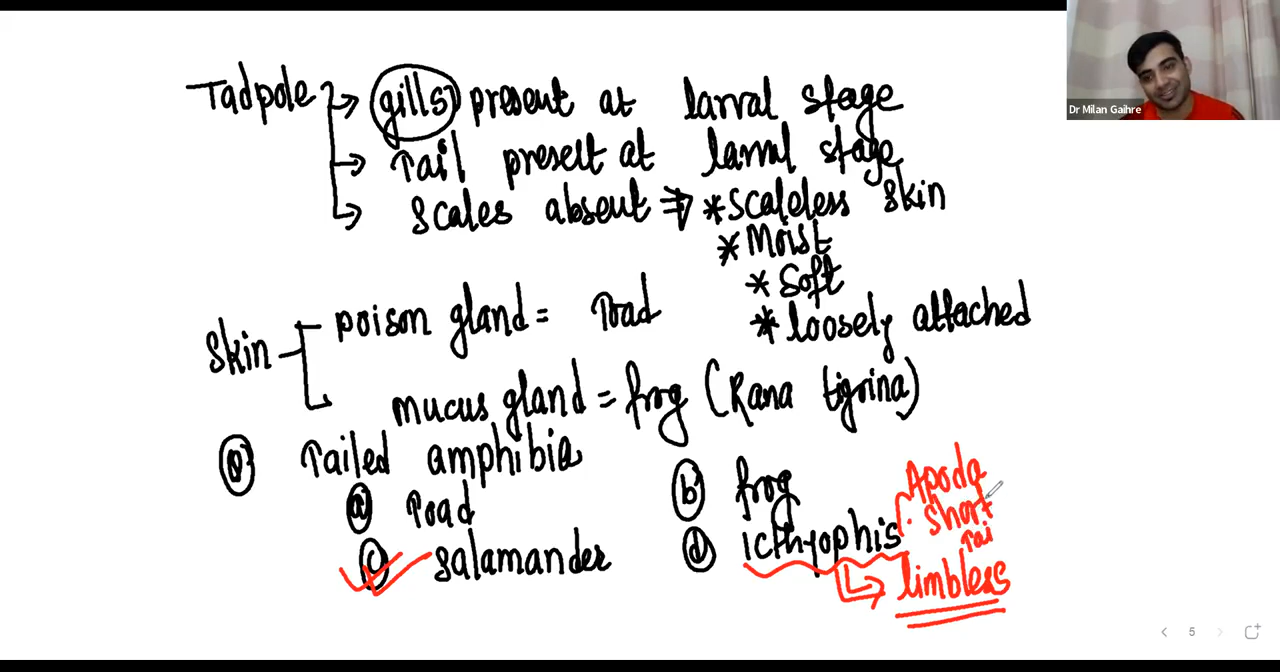 Dr Milan Gaihre
Tadpole → gills present at larval stage
→ Tail present at larval stage
→ scales absent ⇒ * Scaleless skin
* Moist
* Soft
* loosely attached
skin poison gland = Toad
mucus gland = frog (Rana tigrina)
Q Tailed amphibia
a Toad
b frog
c salamander
d icthyophis
Apoda
short
Tai
→ limbless
5